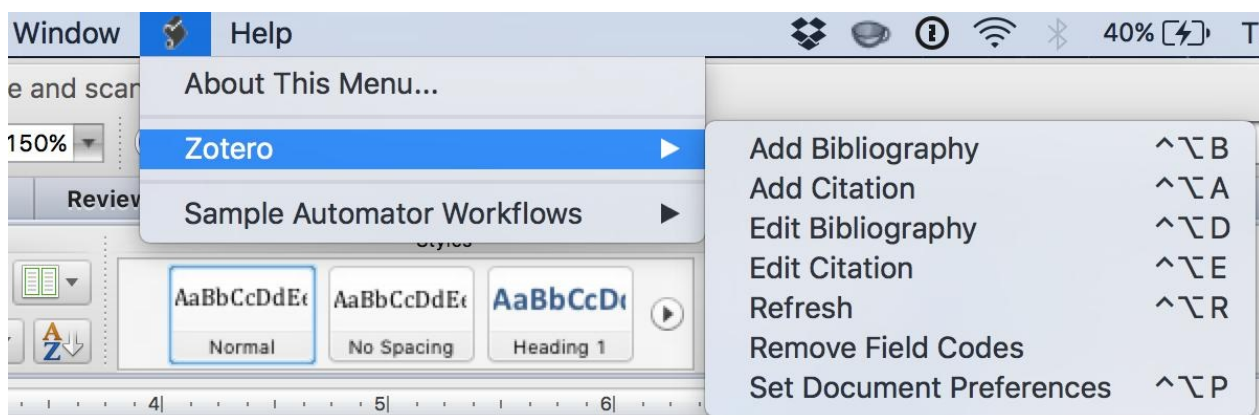 Window Help 40% T
About This Menu...
e and scar
150%
Zotero
Review
Sample Automator Workflows
Add Bibliography ^⌥B
Add Citation ^⌥A
Edit Bibliography ^⌥D
Edit Citation ^⌥E
Refresh ^⌥R
Remove Field Codes
Set Document Preferences ^⌥P
AaBbCcDdEe AaBbCcDdEe AaBbCcD
Normal No Spacing Heading 1
A
Z
4 5 6